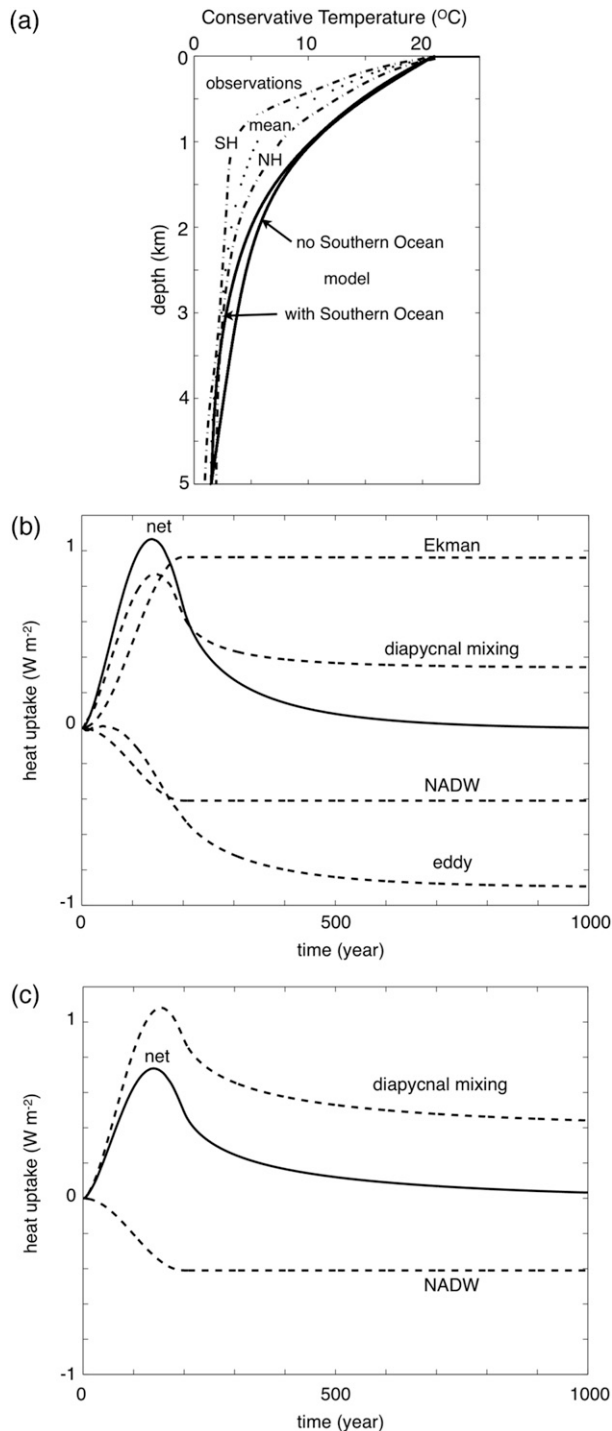 (a)
Conservative Temperature (ᴼC)
0 10 20
0
observations
mean
SH
NH
1
2
no Southern Ocean
model
3
with Southern Ocean
4
5
depth (km)
(b)
net
1
Ekman
diapycnal mixing
0
NADW
eddy
-1
heat uptake (W m⁻²)
0 500 1000
time (year)
(c)
1
net
diapycnal mixing
0
NADW
-1
heat uptake (W m⁻²)
0 500 1000
time (year)